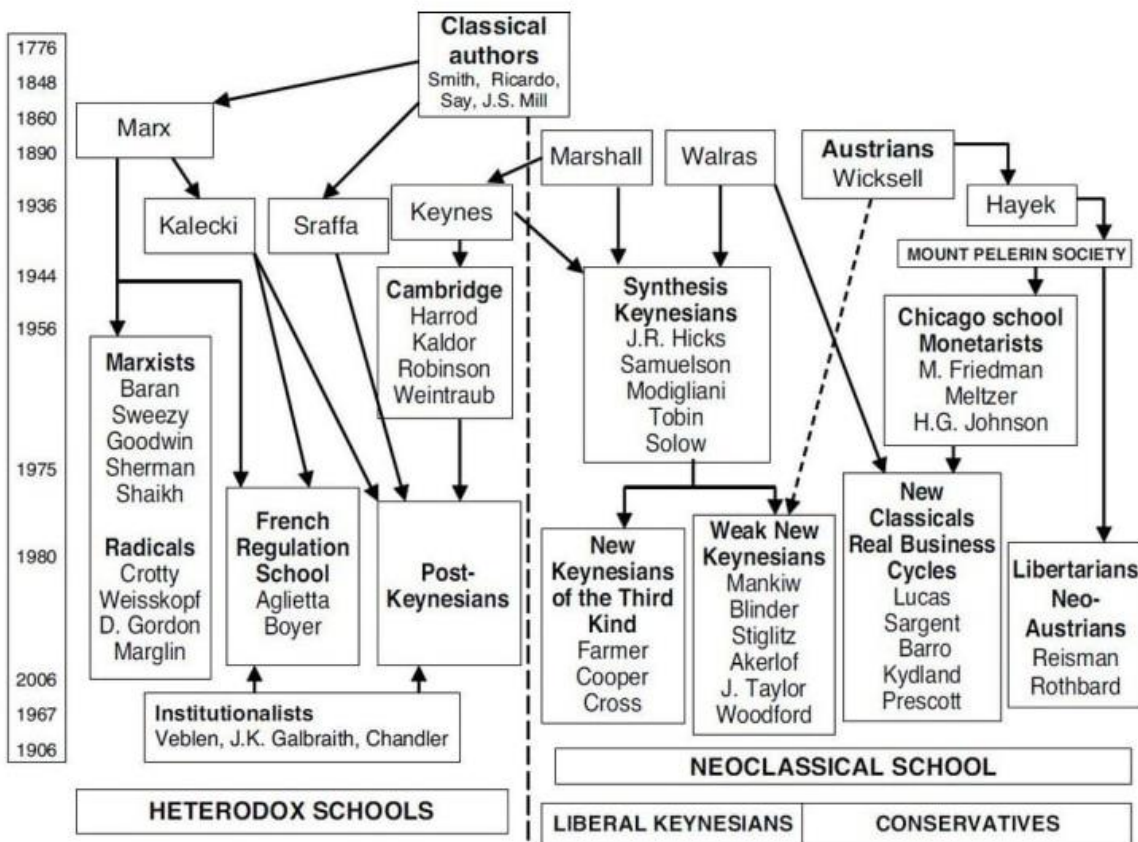 1776
1848
1860
1890
1936
1944
1956
1975
1980
2006
1967
1906
Classical
authors
Smith, Ricardo,
Say, J.S. Mill
Marx
Marshall
Walras
Austrians
Wicksell
Kalecki
Sraffa
Keynes
Hayek
MOUNT PELERIN SOCIETY
Cambridge
Harrod
Kaldor
Robinson
Weintraub
Synthesis
Keynesians
J.R. Hicks
Samuelson
Modigliani
Tobin
Solow
Chicago school
Monetarists
M. Friedman
Meltzer
H.G. Johnson
Marxists
Baran
Sweezy
Goodwin
Sherman
Shaikh
Radicals
Crotty
Weisskopf
D. Gordon
Marglin
French
Regulation
School
Aglietta
Boyer
Post-
Keynesians
New
Keynesians
of the Third
Kind
Farmer
Cooper
Cross
Weak New
Keynesians
Mankiw
Blinder
Stiglitz
Akerlof
J. Taylor
Woodford
New
Classicals
Real Business
Cycles
Lucas
Sargent
Barro
Kydland
Prescott
Libertarians
Neo-
Austrians
Reisman
Rothbard
Institutionalists
Veblen, J.K. Galbraith, Chandler
NEOCLASSICAL SCHOOL
HETERODOX SCHOOLS
LIBERAL KEYNESIANS
CONSERVATIVES